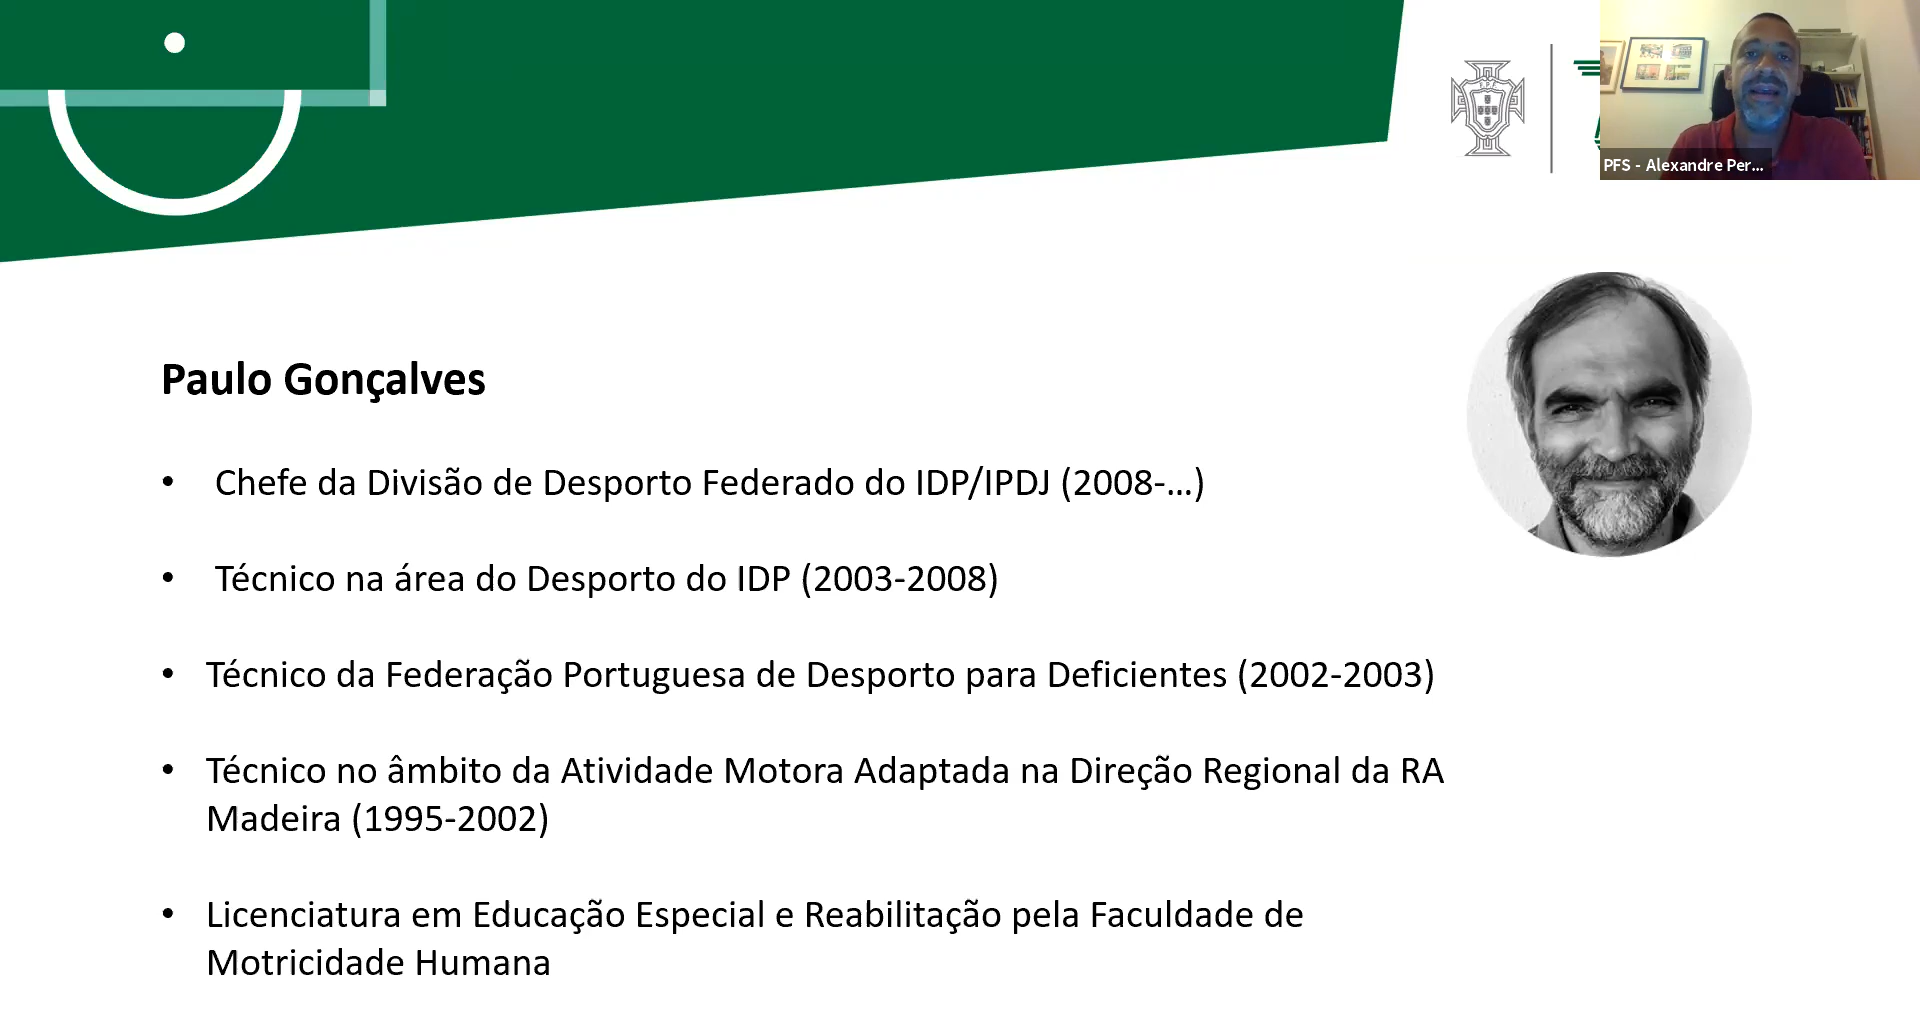 PFS - Alexandre Per...
Paulo Gonçalves
• Chefe da Divisão de Desporto Federado do IDP/IPDJ (2008-...)
• Técnico na área do Desporto do IDP (2003-2008)
• Técnico da Federação Portuguesa de Desporto para Deficientes (2002-2003)
• Técnico no âmbito da Atividade Motora Adaptada na Direção Regional da RA
Madeira (1995-2002)
• Licenciatura em Educação Especial e Reabilitação pela Faculdade de
Motricidade Humana